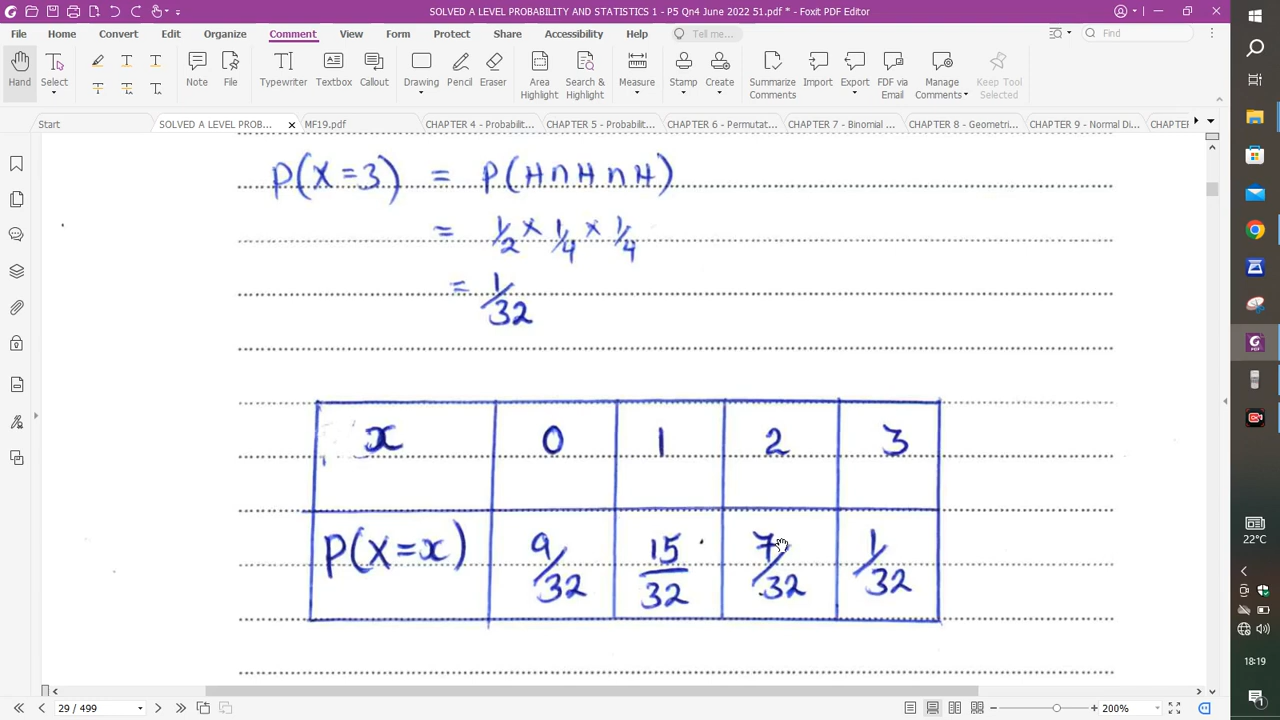 SOLVED A LEVEL PROBABILITY AND STATISTICS 1 - P5 Qn4 June 2022 51.pdf * - Foxit PDF Editor
File Home Convert Edit Organize Comment View Form Protect Share Accessibility Help Tell me... Find
Hand Select Note File Typewriter Textbox Callout Drawing Pencil Eraser Area Highlight Search & Highlight Measure Stamp Create Summarize Comments Import Export FDF via Email Manage Comments Keep Tool Selected
Start SOLVED A LEVEL PROB... MF19.pdf CHAPTER 4 - Probabilit... CHAPTER 5 - Probabilit... CHAPTER 6 - Permutat... CHAPTER 7 - Binomial ... CHAPTER 8 - Geometri... CHAPTER 9 - Normal Di... CHAPTE
P(X=3) = P(H∩H∩H)
= 1/2 × 1/4 × 1/4
= 1/32
x 0 1 2 3
P(X=x) 9/32 15/32 7/32 1/32
29 / 499 200%
22°C
18:19